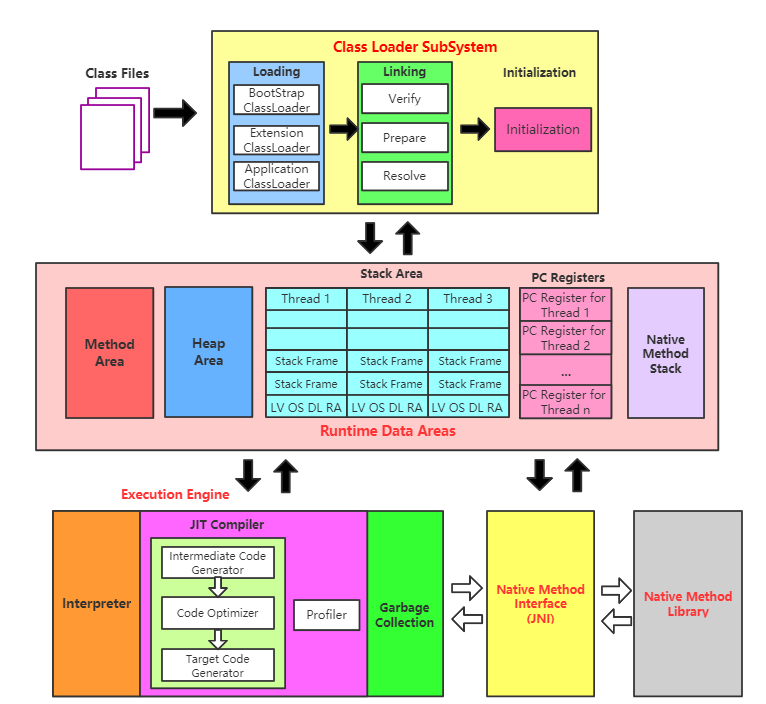 Class Loader SubSystem
Class Files
Loading
BootStrap
ClassLoader
Extension
ClassLoader
Application
ClassLoader
Linking
Verify
Prepare
Resolve
Initialization
Initialization
Stack Area
PC Registers
Method
Area
Heap
Area
Thread 1
Thread 2
Thread 3
Stack Frame
Stack Frame
Stack Frame
Stack Frame
Stack Frame
Stack Frame
LV OS DL RA
LV OS DL RA
LV OS DL RA
PC Register for
Thread 1
PC Register for
Thread 2
...
PC Register for
Thread n
Native
Method
Stack
Runtime Data Areas
Execution Engine
Interpreter
JIT Compiler
Intermediate Code
Generator
Code Optimizer
Target Code
Generator
Profiler
Garbage
Collection
Native Method
Interface
(JNI)
Native Method
Library